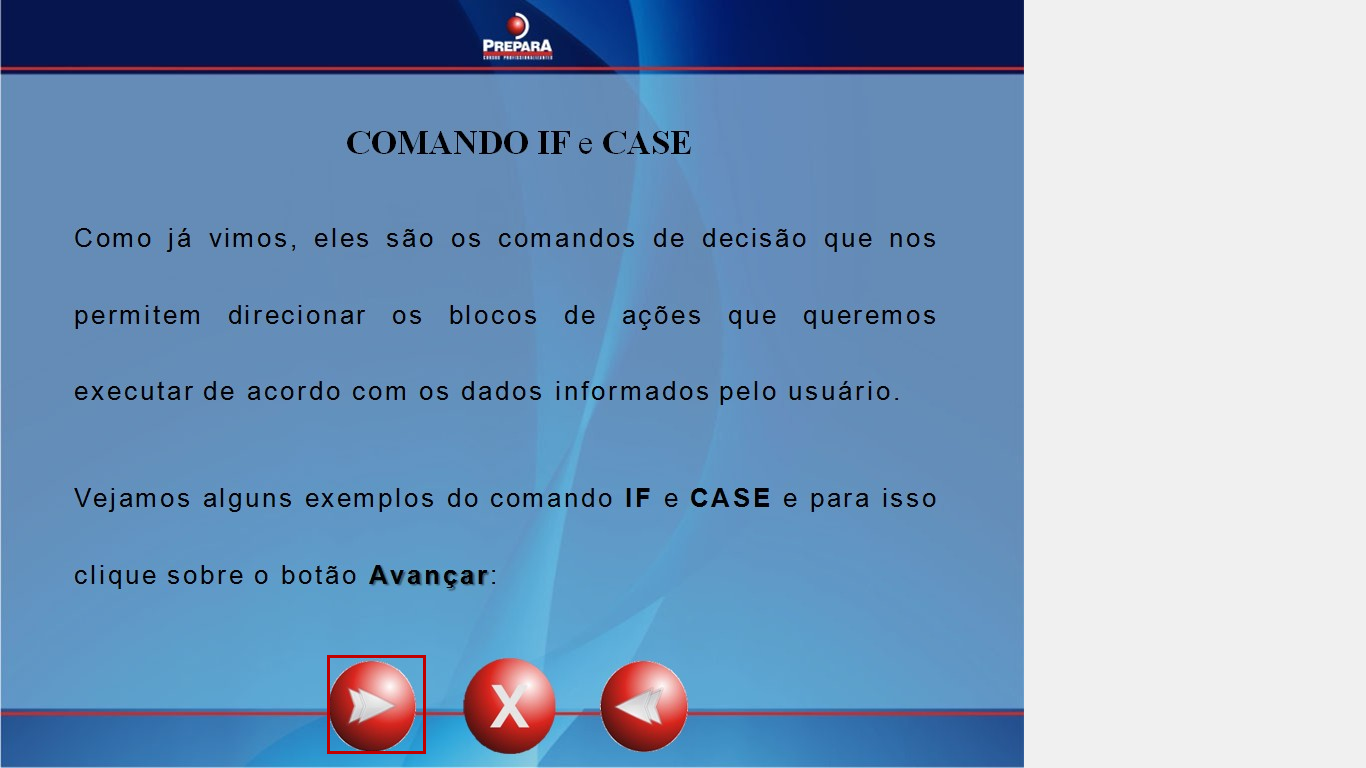 PREPARA
CURSOS PROFISSIONALIZANTES
COMANDO IF e CASE
Como já vimos, eles são os comandos de decisão que nos
permitem direcionar os blocos de ações que queremos
executar de acordo com os dados informados pelo usuário.
Vejamos alguns exemplos do comando IF e CASE e para isso
clique sobre o botão Avançar:
X